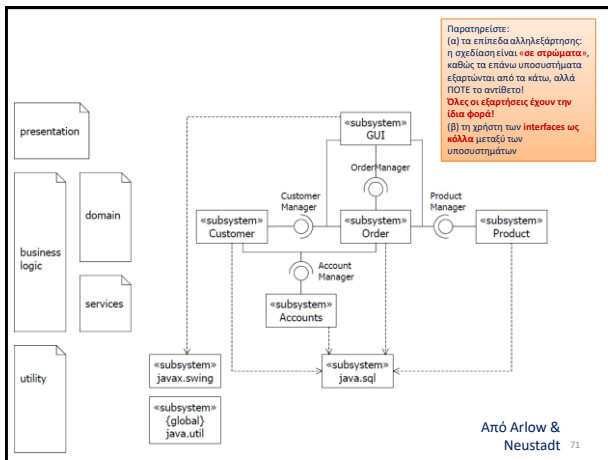 Παρατηρείστε:
(α) τα επίπεδα αλληλεξάρτησης:
η σχεδίαση είναι «σε στρώματα»,
καθώς τα επάνω υποσυστήματα
εξαρτώνται από τα κάτω, αλλά
ΠΟΤΕ το αντίθετο!
Όλες οι εξαρτήσεις έχουν την
ίδια φορά!
(β) τη χρήστη των interfaces ως
κόλλα μεταξύ των
υποσυστημάτων
presentation
«subsystem»
GUI
OrderManager
domain
Customer
Manager
Product
Manager
«subsystem»
Customer
«subsystem»
Order
«subsystem»
Product
business
logic
Account
Manager
services
«subsystem»
Accounts
utility
«subsystem»
javax.swing
«subsystem»
java.sql
«subsystem»
{global}
java.util
Από Arlow &
Neustadt 71